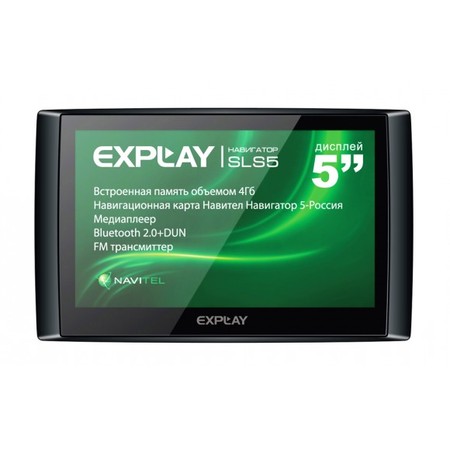 EXPLAY
НАВИГАТОР
SLS5
дисплей
5”
Встроенная память объемом 4Гб
Навигационная карта Навител Навигатор 5-Россия
Медиаплеер
Bluetooth 2.0+DUN
FM трансмиттер
NAVITEL
EXPLAY